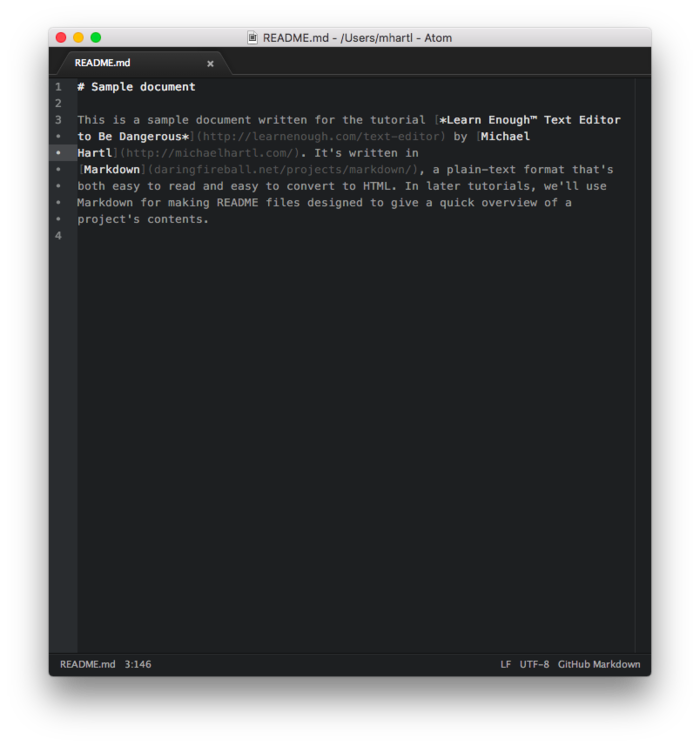 README.md - /Users/mhartl - Atom
README.md ×
1 # Sample document
2
3 This is a sample document written for the tutorial [*Learn Enough™ Text Editor
• to Be Dangerous*](http://learnenough.com/text-editor) by [Michael
• Hartl](http://michaelhartl.com/). It's written in
• [Markdown](daringfireball.net/projects/markdown/), a plain-text format that's
• both easy to read and easy to convert to HTML. In later tutorials, we'll use
• Markdown for making README files designed to give a quick overview of a
• project's contents.
4
README.md 3:146 LF UTF-8 GitHub Markdown